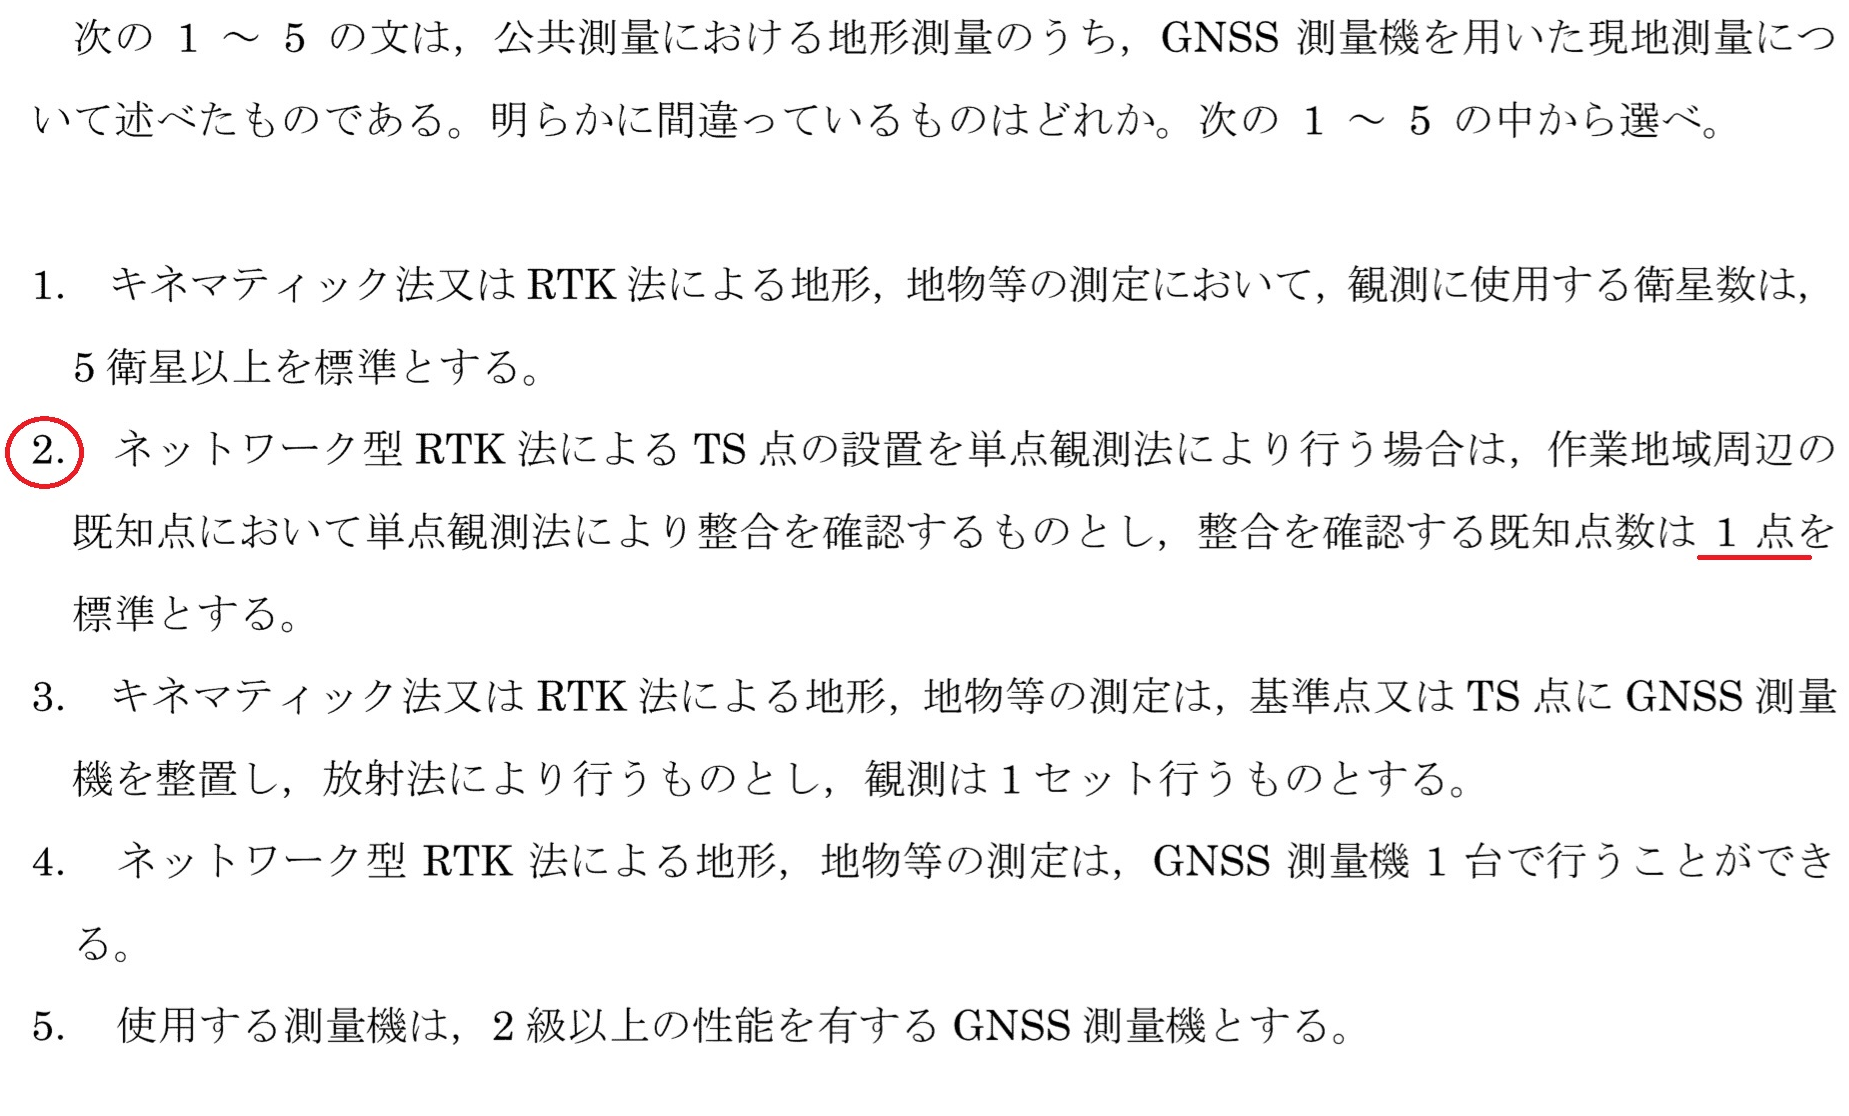 次の 1 ～ 5 の文は，公共測量における地形測量のうち，GNSS 測量機を用いた現地測量につ
いて述べたものである。明らかに間違っているものはどれか。次の 1 ～ 5 の中から選べ。
1. キネマティック法又は RTK 法による地形，地物等の測定において，観測に使用する衛星数は，
5 衛星以上を標準とする。
2. ネットワーク型 RTK 法による TS 点の設置を単点観測法により行う場合は，作業地域周辺の
既知点において単点観測法により整合を確認するものとし，整合を確認する既知点数は 1 点を
標準とする。
3. キネマティック法又は RTK 法による地形，地物等の測定は，基準点又は TS 点に GNSS 測量
機を整置し，放射法により行うものとし，観測は 1 セット行うものとする。
4. ネットワーク型 RTK 法による地形，地物等の測定は，GNSS 測量機 1 台で行うことができ
る。
5. 使用する測量機は，2 級以上の性能を有する GNSS 測量機とする。